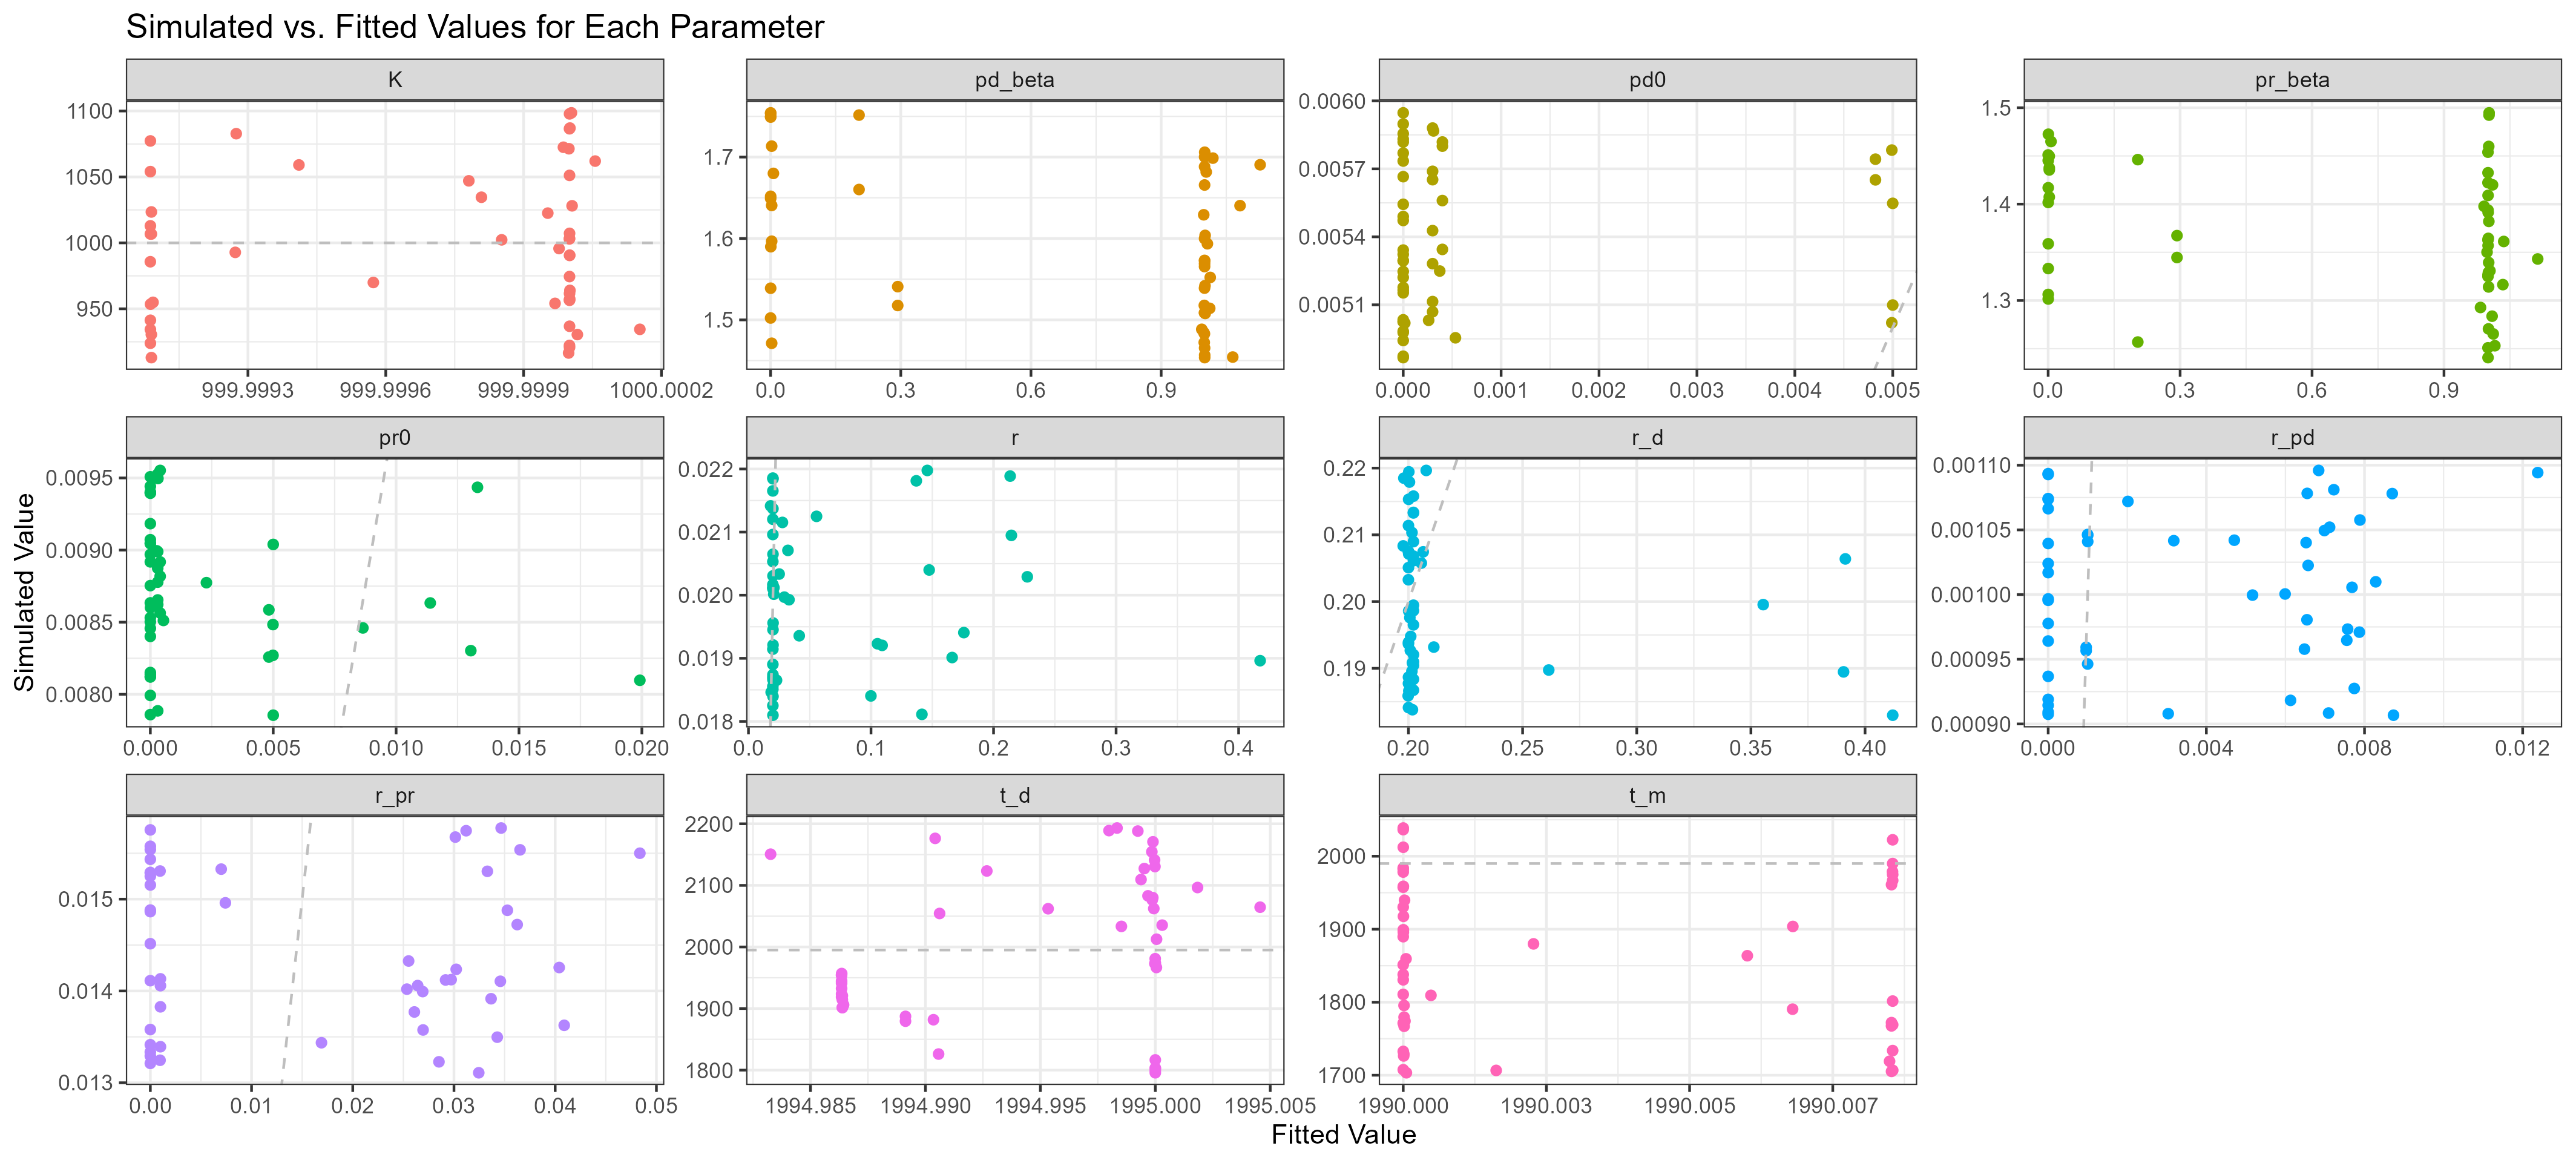 Simulated vs. Fitted Values for Each Parameter
K
pd_beta
pd0
pr_beta
1100
1050
1000
950
1.7
1.6
1.5
0.0060
0.0057
0.0054
0.0051
1.5
1.4
1.3
999.9993 999.9996 999.9999 1000.0002
0.0 0.3 0.6 0.9
0.000 0.001 0.002 0.003 0.004 0.005
0.0 0.3 0.6 0.9
pr0
r
r_d
r_pd
0.0095
0.0090
0.0085
0.0080
0.022
0.021
0.020
0.019
0.018
0.22
0.21
0.20
0.19
0.00110
0.00105
0.00100
0.00095
0.00090
0.000 0.005 0.010 0.015 0.020
0.0 0.1 0.2 0.3 0.4
0.20 0.25 0.30 0.35 0.40
0.000 0.004 0.008 0.012
r_pr
t_d
t_m
0.015
0.014
0.013
2200
2100
2000
1900
1800
2000
1900
1800
1700
0.00 0.01 0.02 0.03 0.04 0.05
1994.985 1994.990 1994.995 1995.000 1995.005
1990.000 1990.003 1990.005 1990.007
Simulated Value
Fitted Value